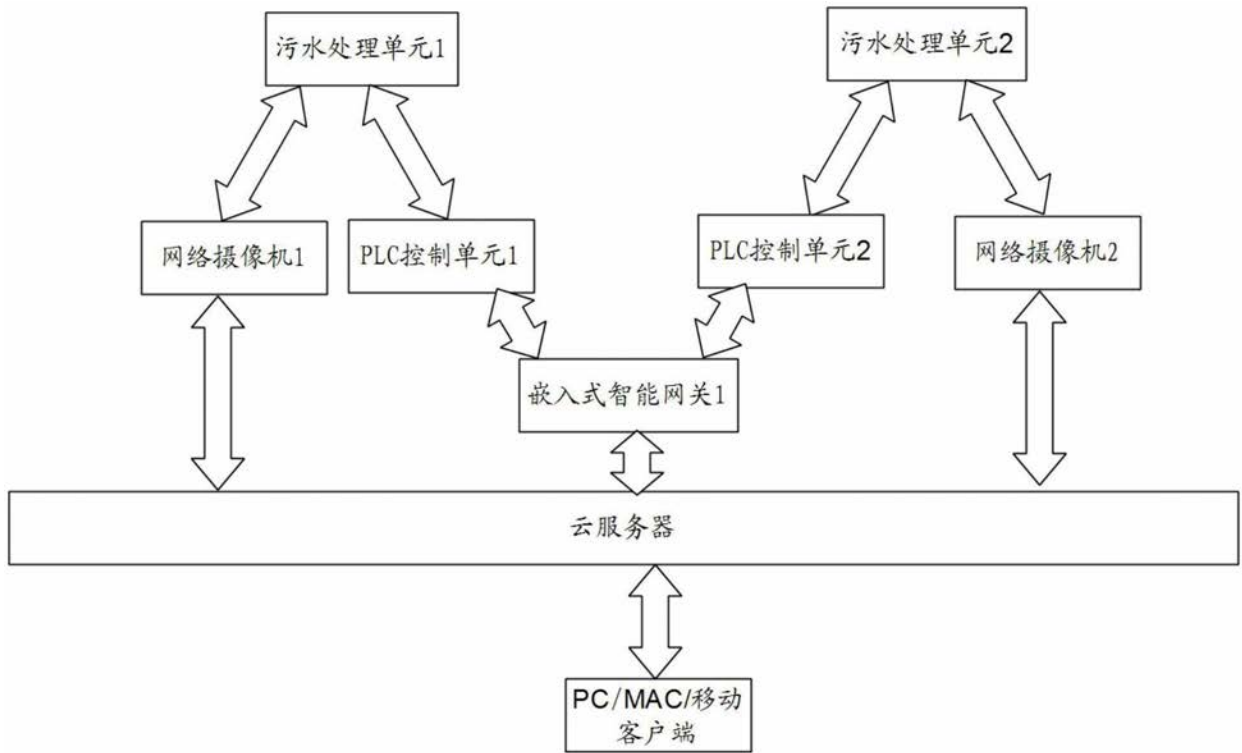 污水处理单元1
污水处理单元2
网络摄像机1
PLC控制单元1
PLC控制单元2
网络摄像机2
嵌入式智能网关1
云服务器
PC/MAC/移动
客户端